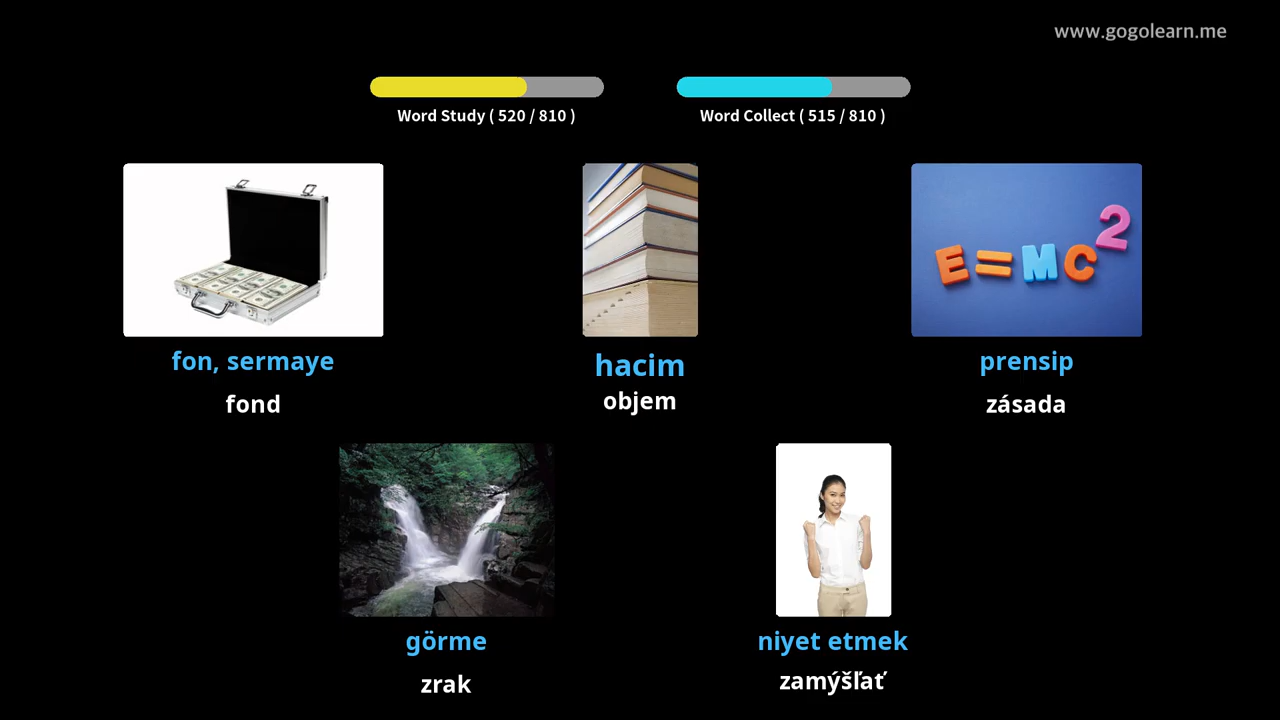 www.gogolearn.me
Word Study ( 520 / 810 )
Word Collect ( 515 / 810 )
E=MC2
fon, sermaye
hacim
prensip
fond
objem
zásada
görme
niyet etmek
zrak
zamýšľať